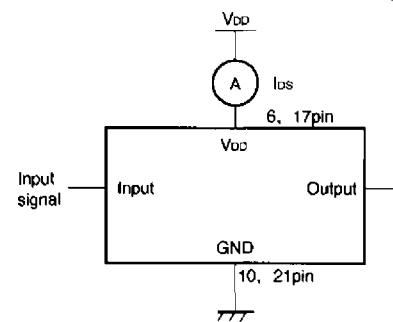 VDD
A IDS
6, 17pin
VDD
Input signal
Input
Output
GND
10, 21pin